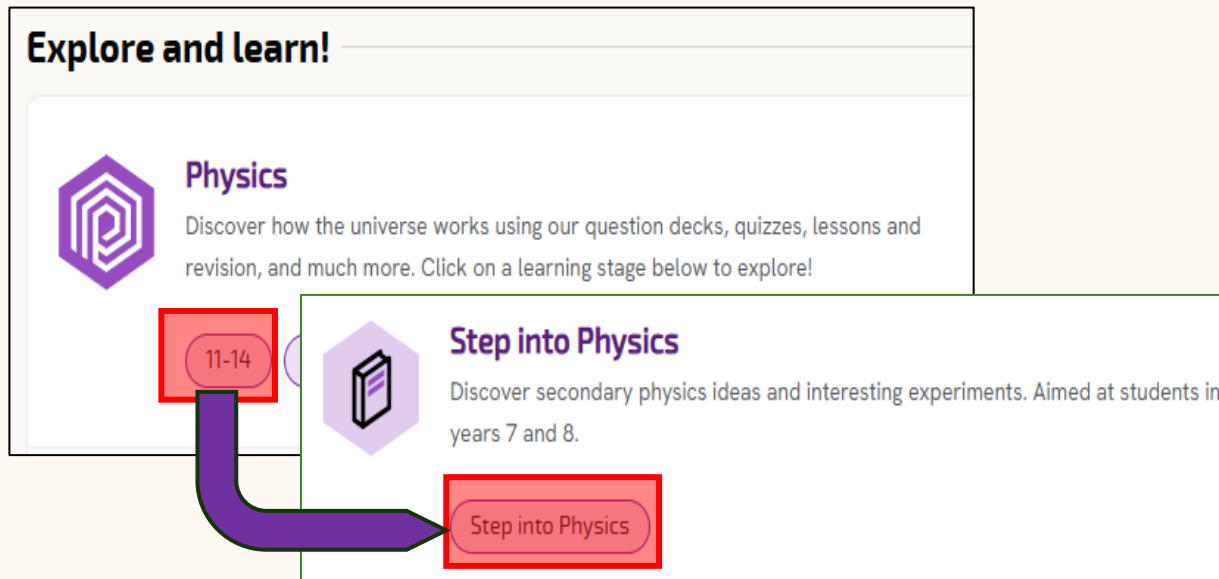 Explore and learn!
Physics
Discover how the universe works using our question decks, quizzes, lessons and
revision, and much more. Click on a learning stage below to explore!
11-14
Step into Physics
Discover secondary physics ideas and interesting experiments. Aimed at students in
years 7 and 8.
Step into Physics